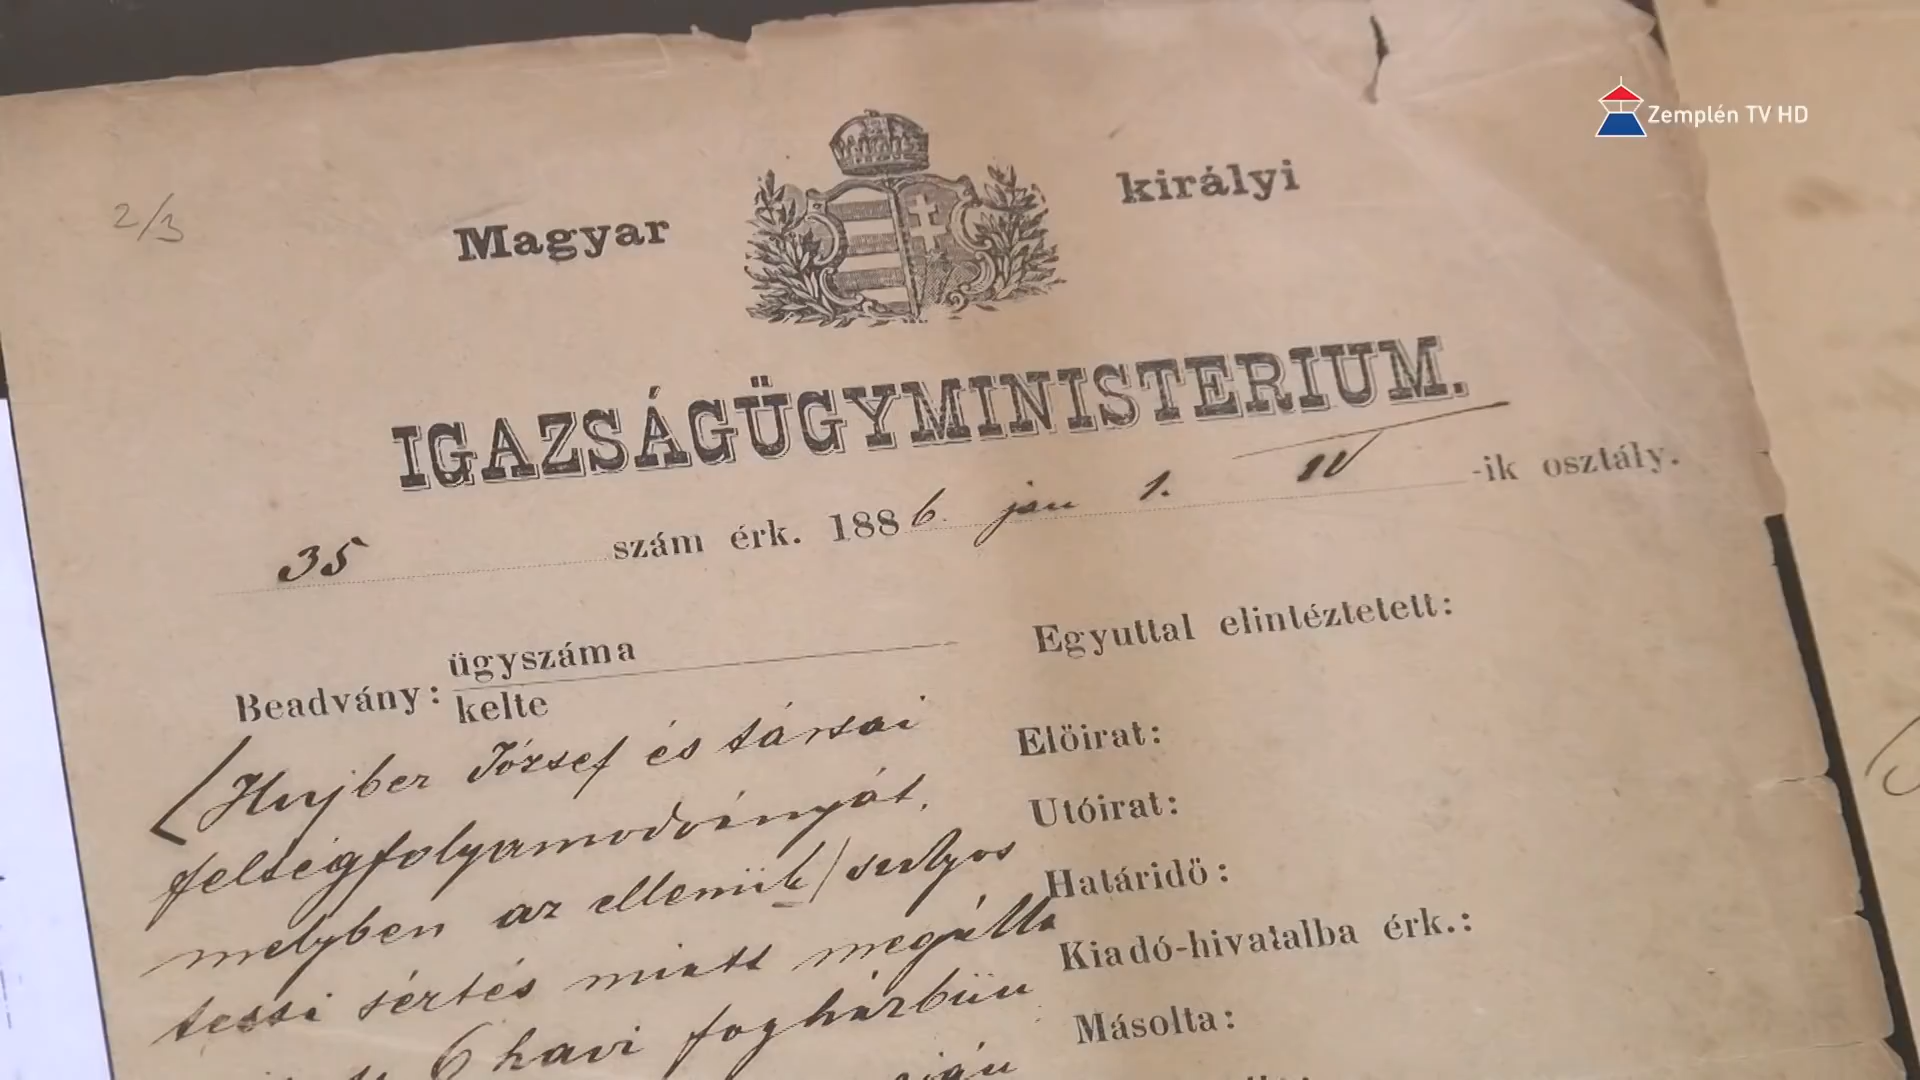 Zemplén TV HD
2/3
Magyar királyi
IGAZSÁGÜGYMINISTERIUM.
35 szám érk. 1886. jan 1. IV -ik osztály.
Beadvány: ügyszáma
kelte
Hujber József és társai
felségfolyamodványát,
melyben az ellenük súlyos
testi sértés miatt megálla
6 havi fogházbün
Egyuttal elintéztetett:
Előirat:
Utóirat:
Határidő:
Kiadó-hivatalba érk.:
Másolta: